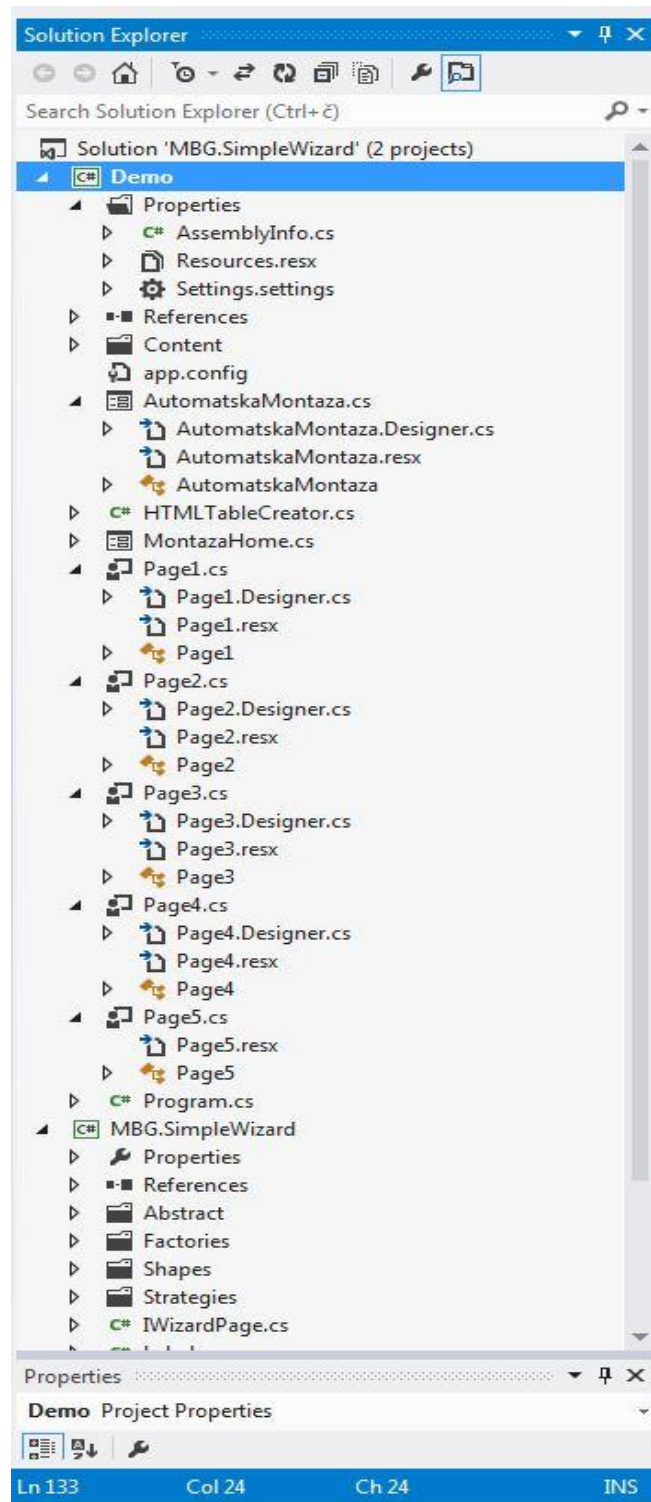 Solution Explorer
Search Solution Explorer (Ctrl+č)
Solution 'MBG.SimpleWizard' (2 projects)
C# Demo
Properties
C# AssemblyInfo.cs
Resources.resx
Settings.settings
References
Content
app.config
AutomatskaMontaza.cs
AutomatskaMontaza.Designer.cs
AutomatskaMontaza.resx
AutomatskaMontaza
C# HTMLTableCreator.cs
MontazaHome.cs
Page1.cs
Page1.Designer.cs
Page1.resx
Page1
Page2.cs
Page2.Designer.cs
Page2.resx
Page2
Page3.cs
Page3.Designer.cs
Page3.resx
Page3
Page4.cs
Page4.Designer.cs
Page4.resx
Page4
Page5.cs
Page5.resx
Page5
C# Program.cs
C# MBG.SimpleWizard
Properties
References
Abstract
Factories
Shapes
Strategies
C# IWizardPage.cs
Properties
Demo Project Properties
Ln 133 Col 24 Ch 24 INS